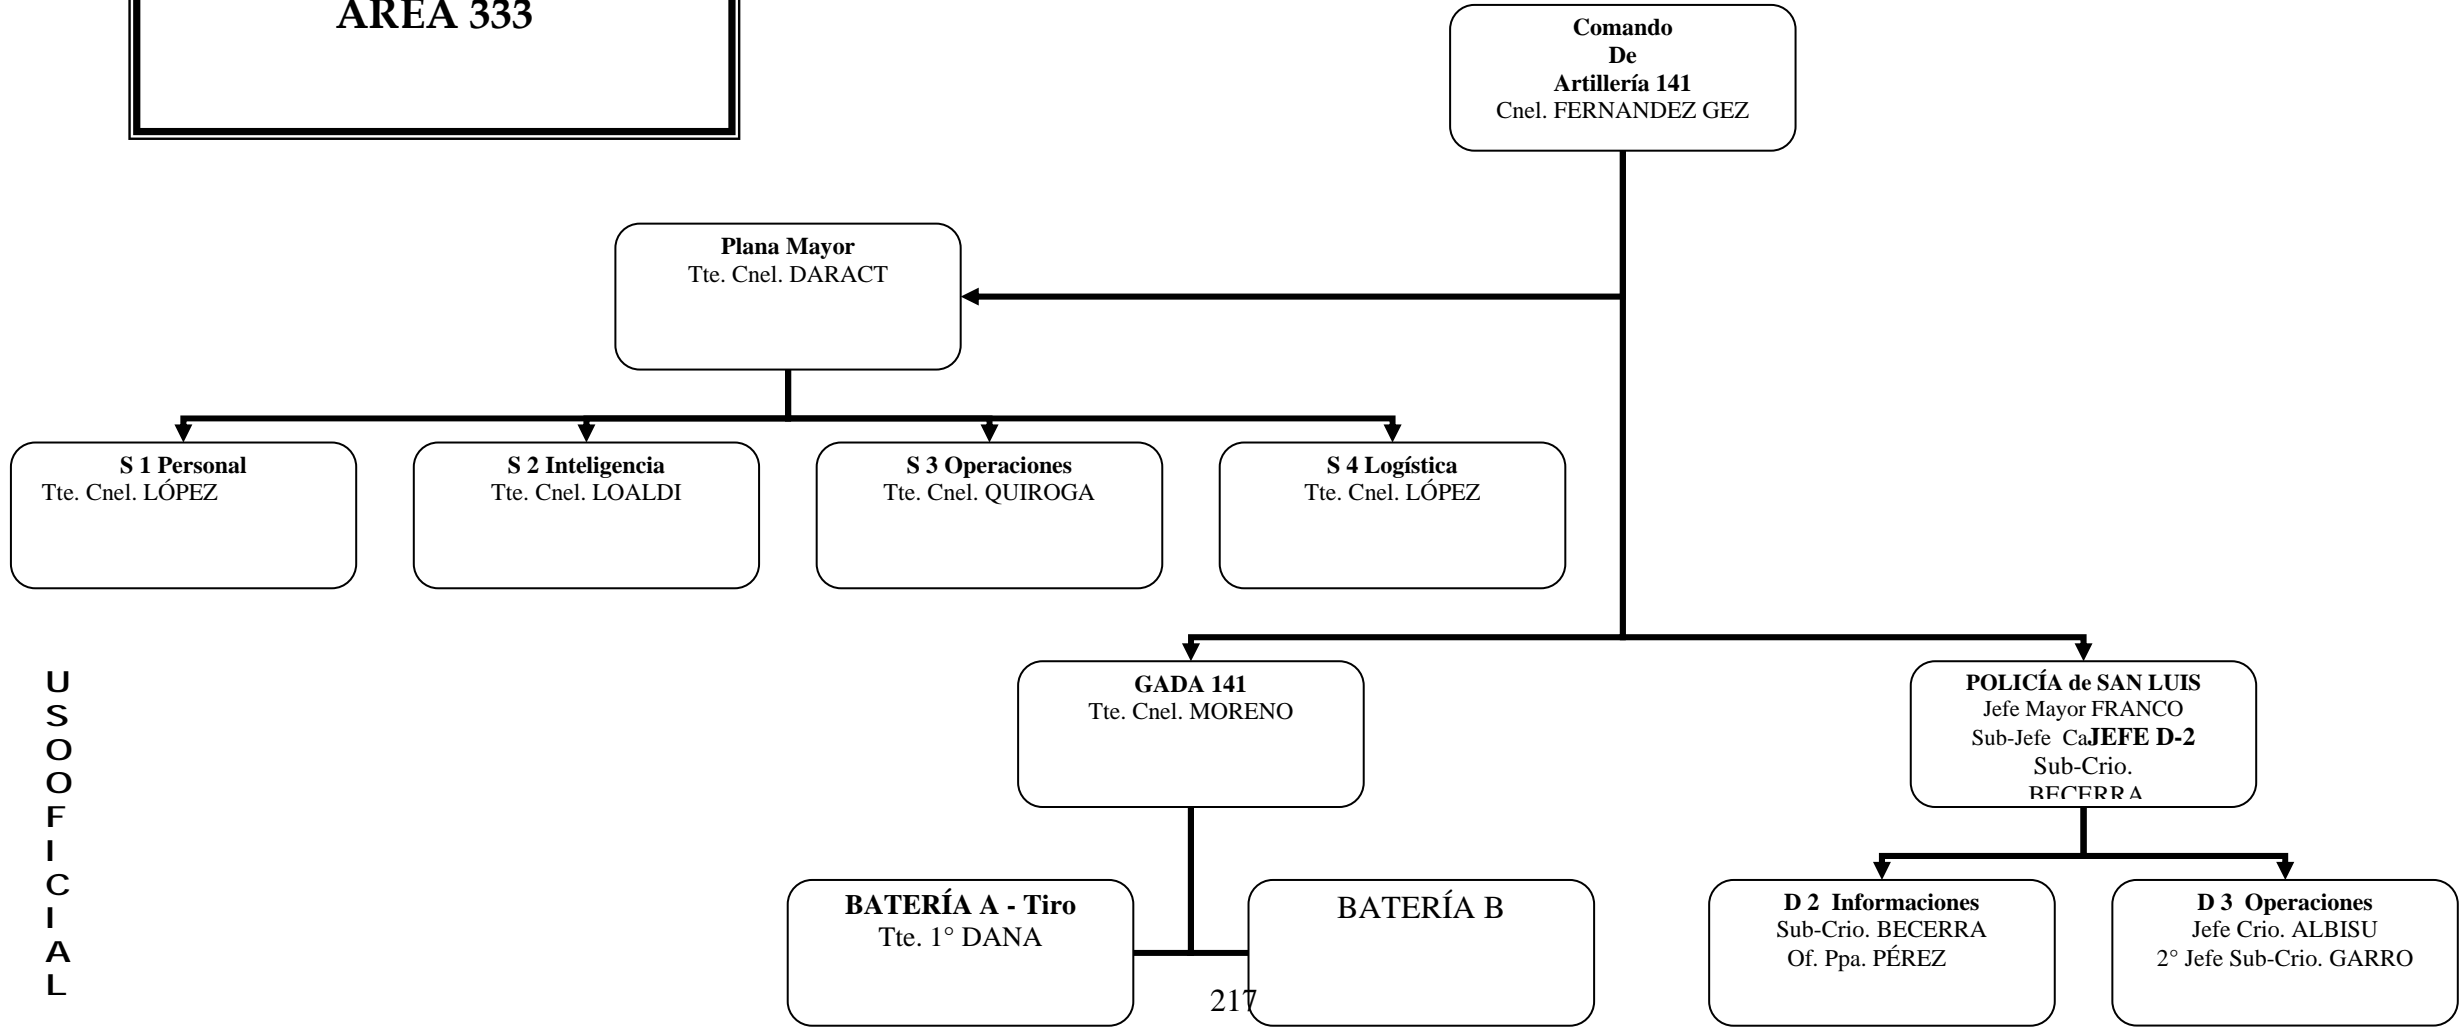 AREA 333
Comando
De
Artillería 141
Cnel. FERNANDEZ GEZ
Plana Mayor
Tte. Cnel. DARACT
S 1 Personal
Tte. Cnel. LÓPEZ
S 2 Inteligencia
Tte. Cnel. LOALDI
S 3 Operaciones
Tte. Cnel. QUIROGA
S 4 Logística
Tte. Cnel. LÓPEZ
U
S
O
O
F
I
C
I
A
L
GADA 141
Tte. Cnel. MORENO
POLICÍA de SAN LUIS
Jefe Mayor FRANCO
Sub-Jefe CaJEFE D-2
Sub-Crio.
BECERRA
BATERÍA A - Tiro
Tte. 1° DANA
BATERÍA B
D 2 Informaciones
Sub-Crio. BECERRA
Of. Ppa. PÉREZ
D 3 Operaciones
Jefe Crio. ALBISU
2° Jefe Sub-Crio. GARRO
217